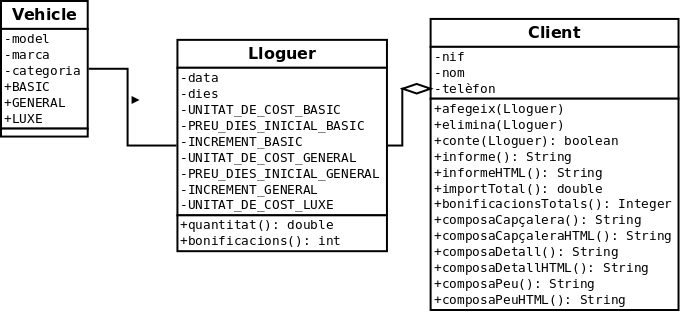 Vehicle
-model
-marca
-categoria
+BASIC
+GENERAL
+LUXE
Lloguer
-data
-dies
-UNITAT_DE_COST_BASIC
-PREU_DIES_INICIAL_BASIC
-INCREMENT_BASIC
-UNITAT_DE_COST_GENERAL
-PREU_DIES_INICIAL_GENERAL
-INCREMENT_GENERAL
-UNITAT_DE_COST_LUXE
+quantitat(): double
+bonificacions(): int
Client
-nif
-nom
-telèfon
+afegeix(Lloguer)
+elimina(Lloguer)
+conte(Lloguer): boolean
+informe(): String
+informeHTML(): String
+importTotal(): double
+bonificacionsTotals(): Integer
+composaCapçalera(): String
+composaCapçaleraHTML(): String
+composaDetall(): String
+composaDetallHTML(): String
+composaPeu(): String
+composaPeuHTML(): String